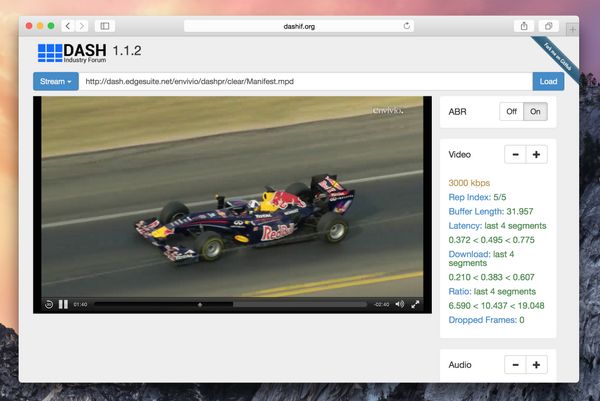 dashif.org
DASH 1.1.2
Industry Forum
Fork me on GitHub
Stream
http://dash.edgesuite.net/envivio/dashpr/clear/Manifest.mpd
Load
envivio.
Red Bull
TOTAL
01:40
-02:40
ABR
Off
On
Video
3000 kbps
Rep Index: 5/5
Buffer Length: 31.957
Latency: last 4 segments
0.372 < 0.495 < 0.775
Download: last 4
segments
0.210 < 0.383 < 0.607
Ratio: last 4 segments
6.590 < 10.437 < 19.048
Dropped Frames: 0
Audio